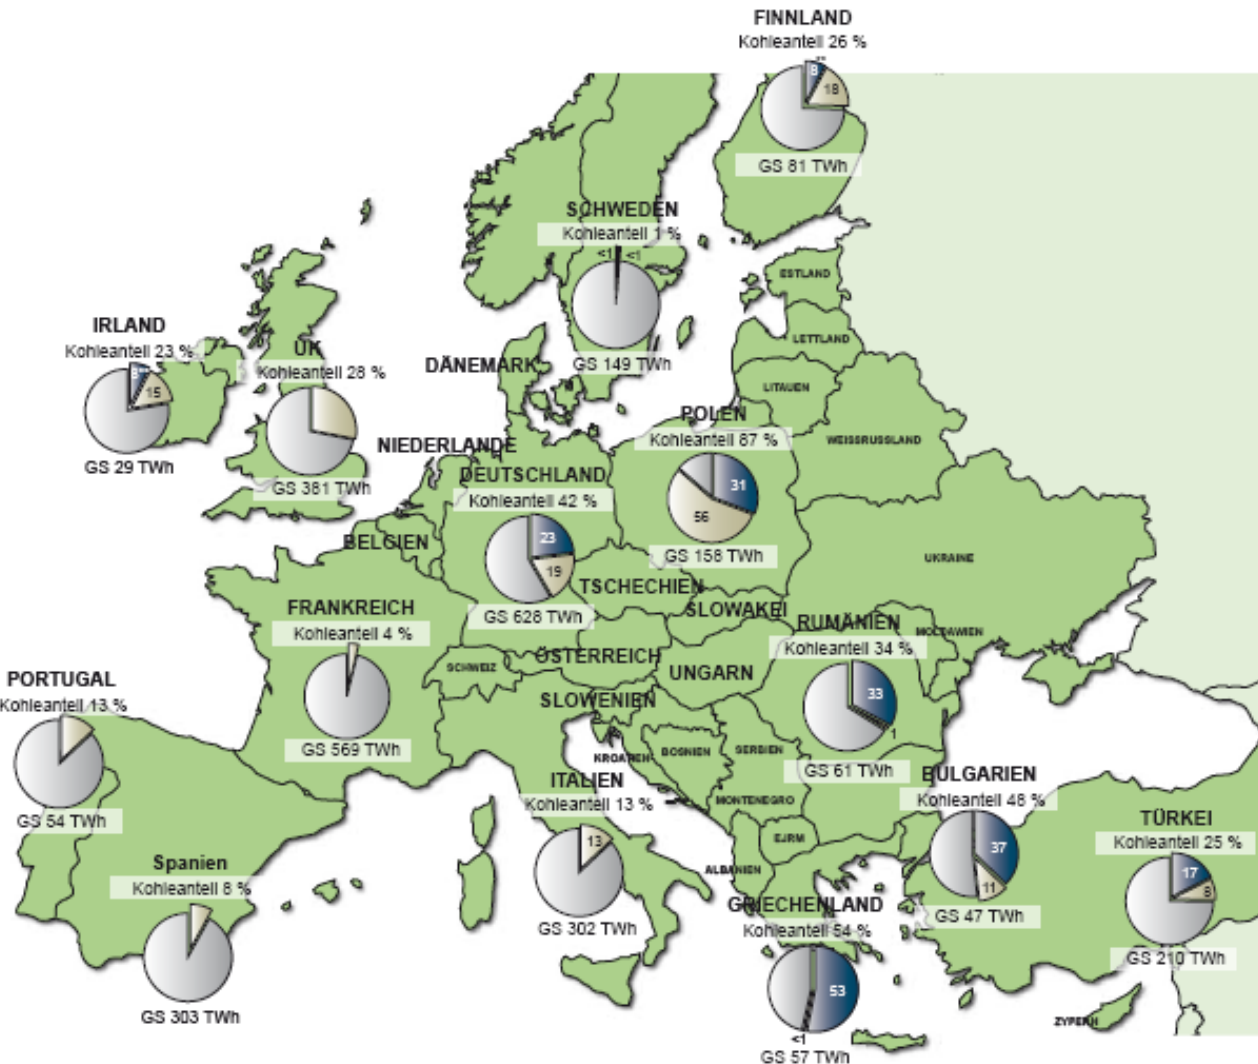 FINNLAND
Kohleanteil 26 %
8
18
GS 81 TWh
SCHWEDEN
Kohleanteil 1 %
<1
<1
GS 149 TWh
ESTLAND
LETTLAND
LITAUEN
WEISSRUSSLAND
IRLAND
Kohleanteil 23 %
8
15
GS 29 TWh
UK
Kohleanteil 28 %
GS 381 TWh
DÄNEMARK
NIEDERLANDE
POLEN
Kohleanteil 87 %
31
56
GS 158 TWh
DEUTSCHLAND
Kohleanteil 42 %
23
19
GS 628 TWh
BELGIEN
TSCHECHIEN
SLOWAKEI
UKRAINE
FRANKREICH
Kohleanteil 4 %
GS 569 TWh
RUMÄNIEN
Kohleanteil 34 %
33
1
GS 61 TWh
MOLDAWIEN
SCHWEIZ
ÖSTERREICH
UNGARN
SLOWENIEN
PORTUGAL
Kohleanteil 13 %
GS 54 TWh
KROATIEN
BOSNIEN
SERBIEN
ITALIEN
Kohleanteil 13 %
13
GS 302 TWh
MONTENEGRO
EJRM
ALBANIEN
BULGARIEN
Kohleanteil 48 %
37
11
GS 47 TWh
TÜRKEI
Kohleanteil 25 %
17
8
GS 210 TWh
Spanien
Kohleanteil 8 %
GS 303 TWh
GRIECHENLAND
Kohleanteil 54 %
53
<1
GS 57 TWh
ZYPERN